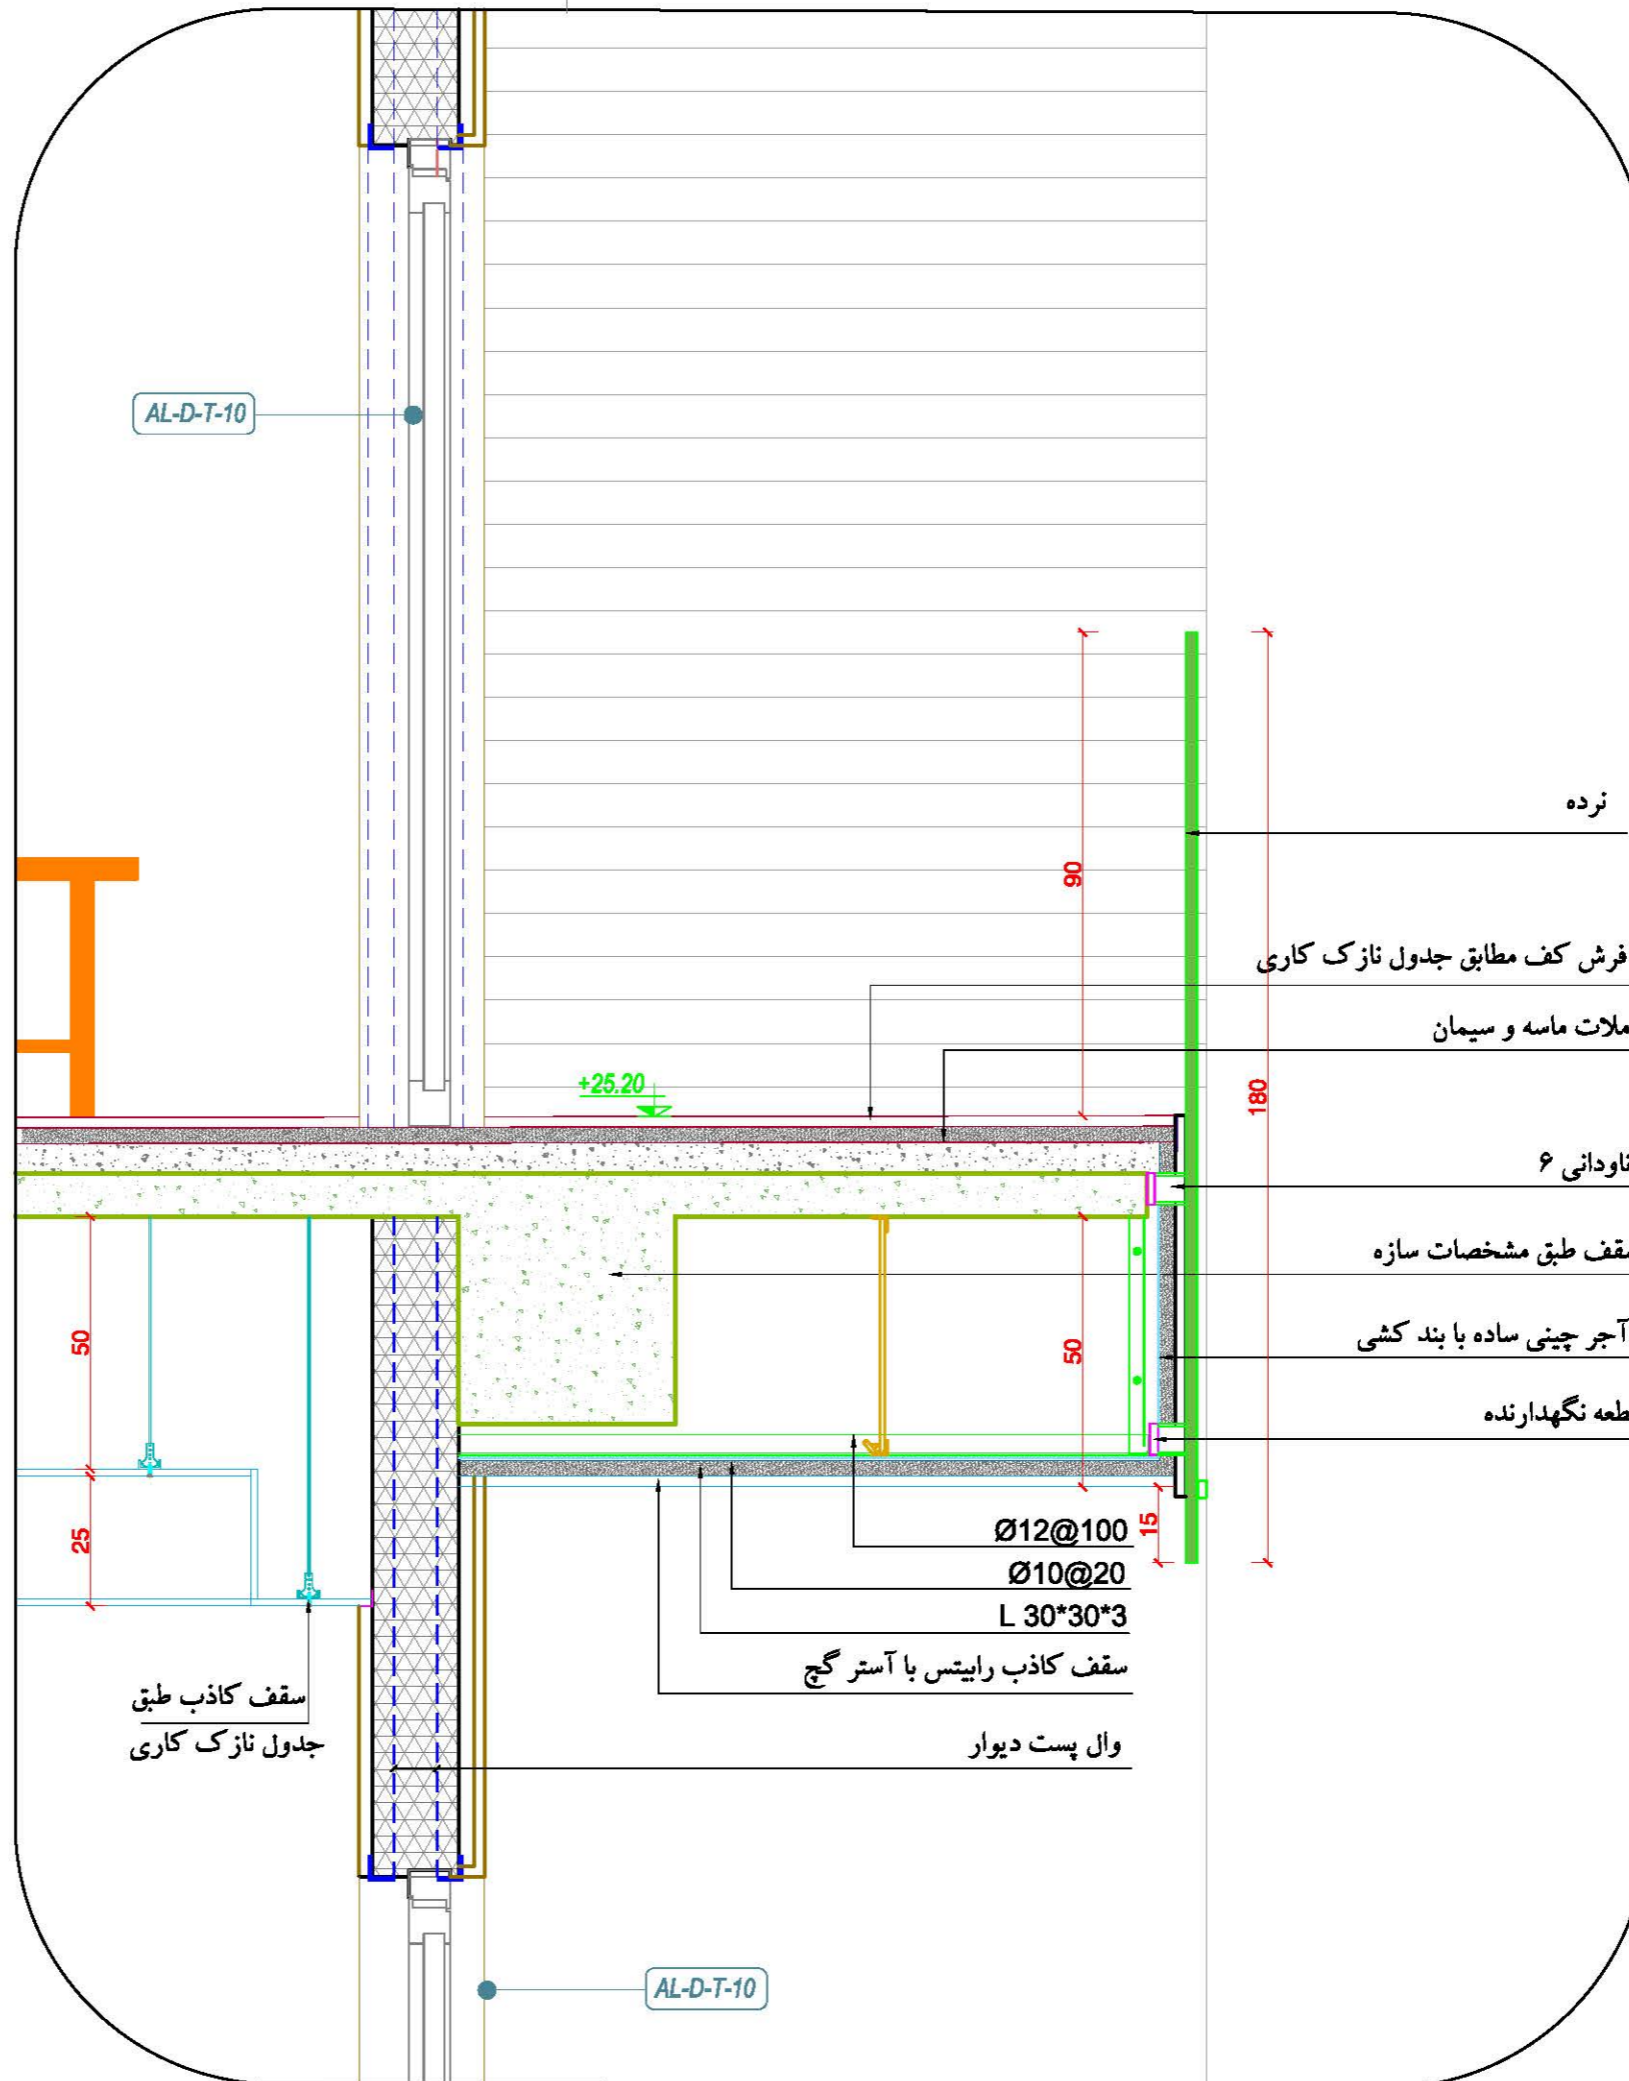 AL-D-T-10
نرده
90
فرش کف مطابق جدول نازک کاری
ملات ماسه و سیمان
+25.20
180
ناودانی ۶
سقف طبق مشخصات سازه
آجر چینی ساده با بند کشی
50
50
طعه نگهدارنده
Ø12@100
15
25
Ø10@20
L 30*30*3
سقف کاذب رابیتس با آستر گچ
سقف کاذب طبق
جدول نازک کاری
وال پست دیوار
AL-D-T-10